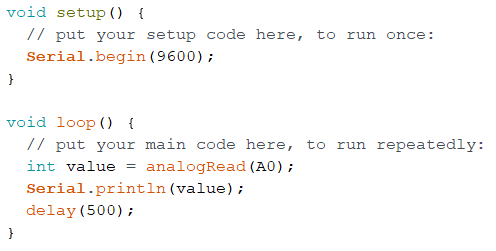 void setup() {
  // put your setup code here, to run once:
  Serial.begin(9600);
}

void loop() {
  // put your main code here, to run repeatedly:
  int value = analogRead(A0);
  Serial.println(value);
  delay(500);
}